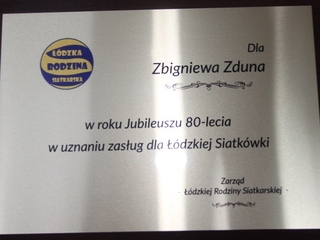 ŁÓDZKA
RODZINA
SIATKARSKA
Dla
Zbigniewa Zduna
w roku Jubileuszu 80-lecia
w uznaniu zasług dla Łódzkiej Siatkówki
Zarząd
Łódzkiej Rodziny Siatkarskiej